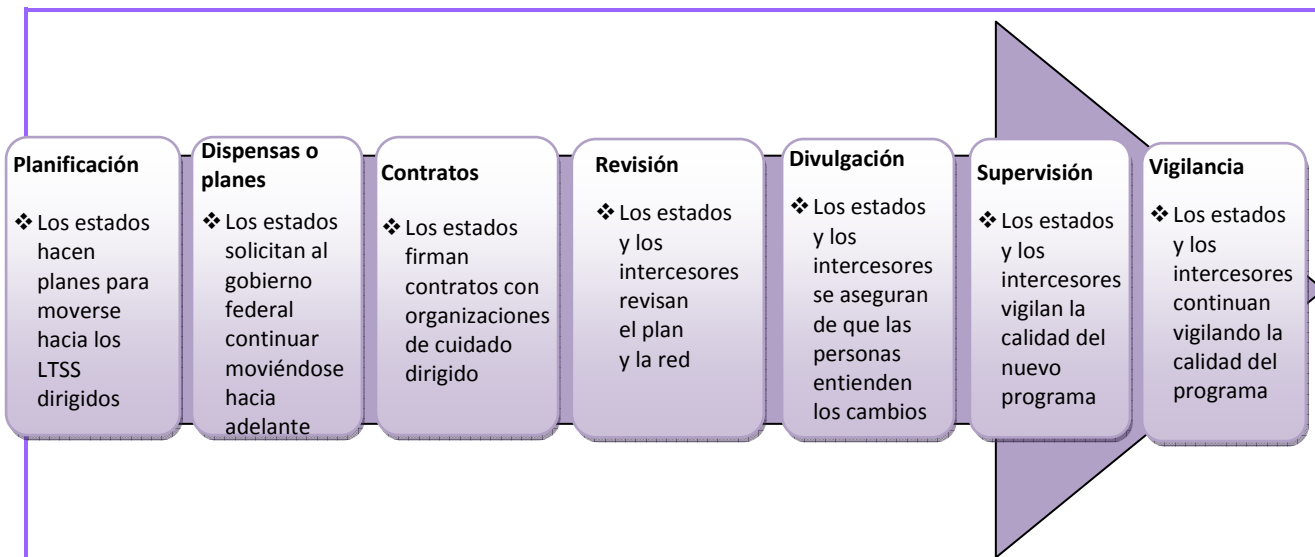 Planificación
❖ Los estados
hacen
planes para
moverse
hacia los
LTSS
dirigidos
Dispensas o
planes
❖ Los estados
solicitan al
gobierno
federal
continuar
moviéndose
hacia
adelante
Contratos
❖ Los estados
firman
contratos con
organizaciones
de cuidado
dirigido
Revisión
❖ Los estados
y los
intercesores
revisan
el plan
y la red
Divulgación
❖ Los estados
y los
intercesores
se aseguran
de que las
personas
entienden
los cambios
Supervisión
❖ Los estados
y los
intercesores
vigilan la
calidad del
nuevo
programa
Vigilancia
❖ Los estados
y los
intercesores
continuan
vigilando la
calidad del
programa